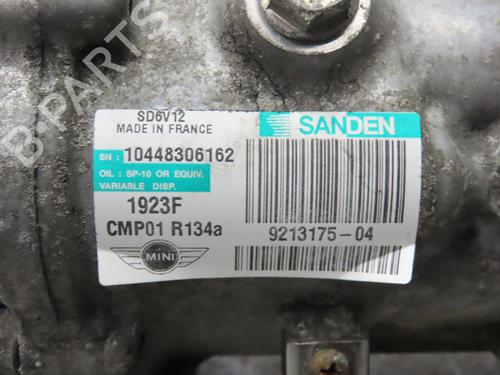 SD6V12
MADE IN FRANCE
SANDEN
SN : 10448306162
OIL : SP-10 OR EQUIV.
VARIABLE DISP.
1923F
CMP01 R134a
9213175-04
MINI
B-Parts